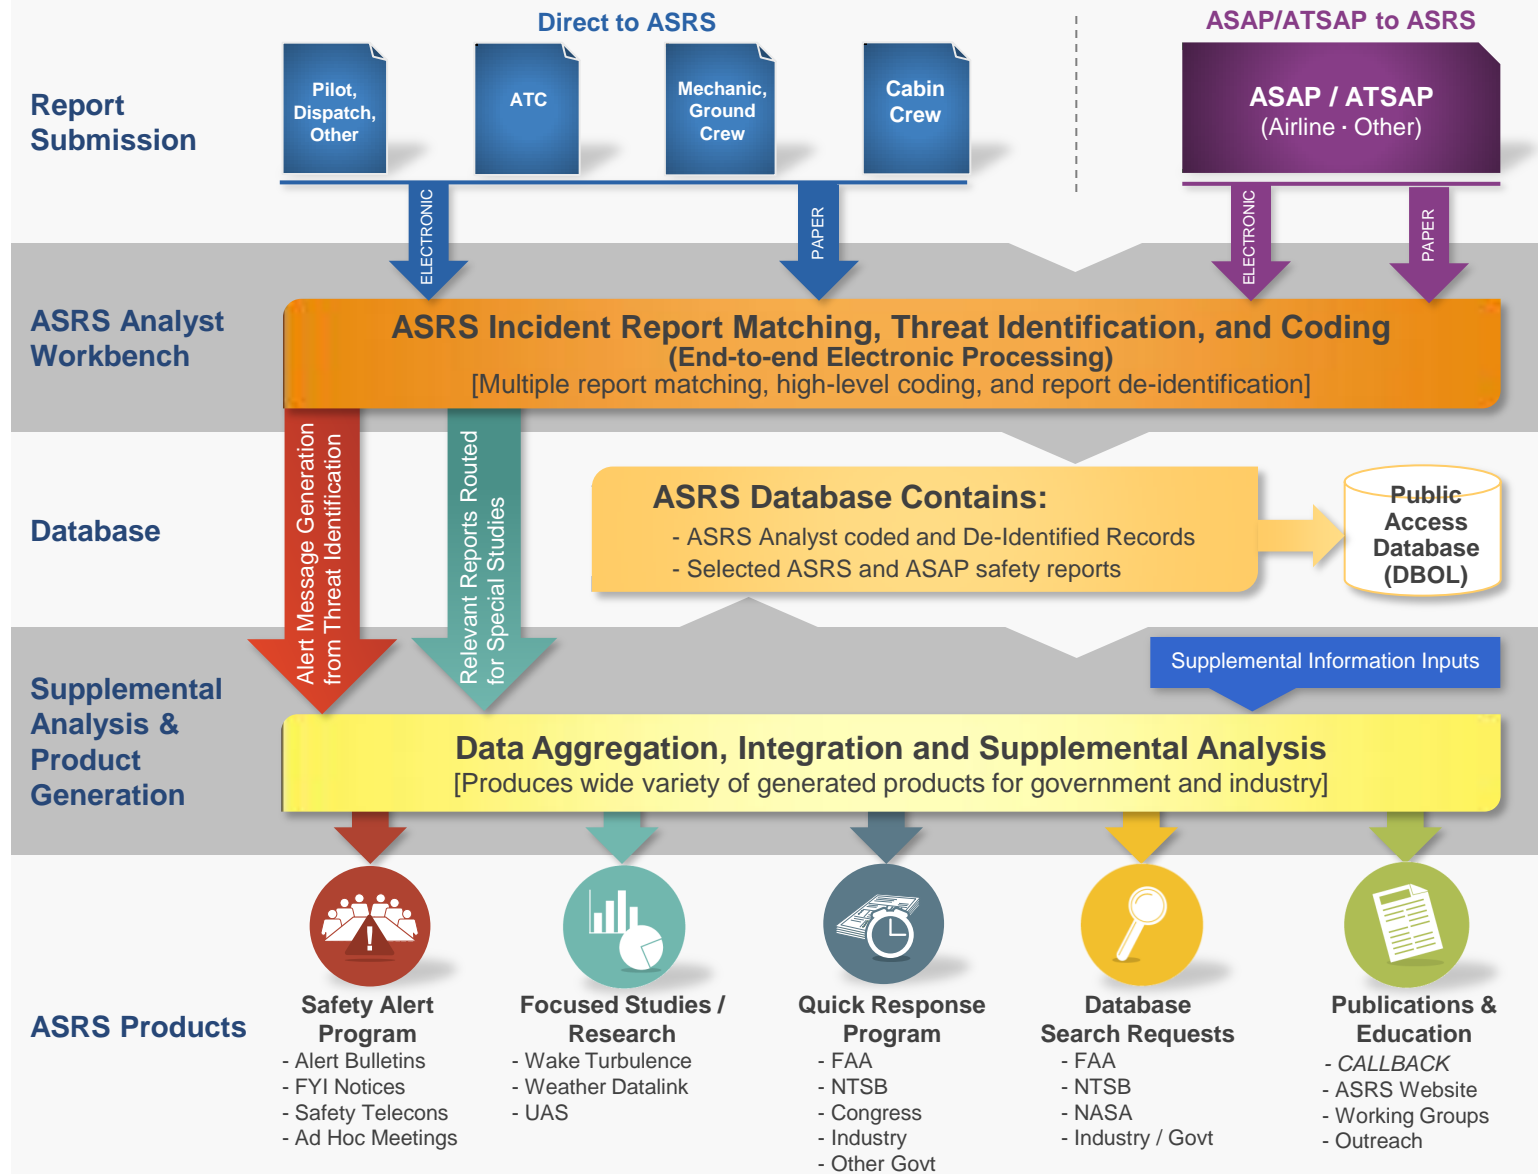 Direct to ASRS
ASAP/ATSAP to ASRS
Report
Submission
Pilot,
Dispatch,
Other
ATC
Mechanic,
Ground
Crew
Cabin
Crew
ASAP / ATSAP
(Airline · Other)
ELECTRONIC
PAPER
ELECTRONIC
PAPER
ASRS Analyst
Workbench
ASRS Incident Report Matching, Threat Identification, and Coding
(End-to-end Electronic Processing)
[Multiple report matching, high-level coding, and report de-identification]
Alert Message Generation
from Threat Identification
Relevant Reports Routed
for Special Studies
Database
ASRS Database Contains:
- ASRS Analyst coded and De-Identified Records
- Selected ASRS and ASAP safety reports
Public
Access
Database
(DBOL)
Supplemental
Analysis &
Product
Generation
Supplemental Information Inputs
Data Aggregation, Integration and Supplemental Analysis
[Produces wide variety of generated products for government and industry]
ASRS Products
!
Safety Alert
Program
- Alert Bulletins
- FYI Notices
- Safety Telecons
- Ad Hoc Meetings
Focused Studies /
Research
- Wake Turbulence
- Weather Datalink
- UAS
Quick Response
Program
- FAA
- NTSB
- Congress
- Industry
- Other Govt
Database
Search Requests
- FAA
- NTSB
- NASA
- Industry / Govt
Publications &
Education
- CALLBACK
- ASRS Website
- Working Groups
- Outreach